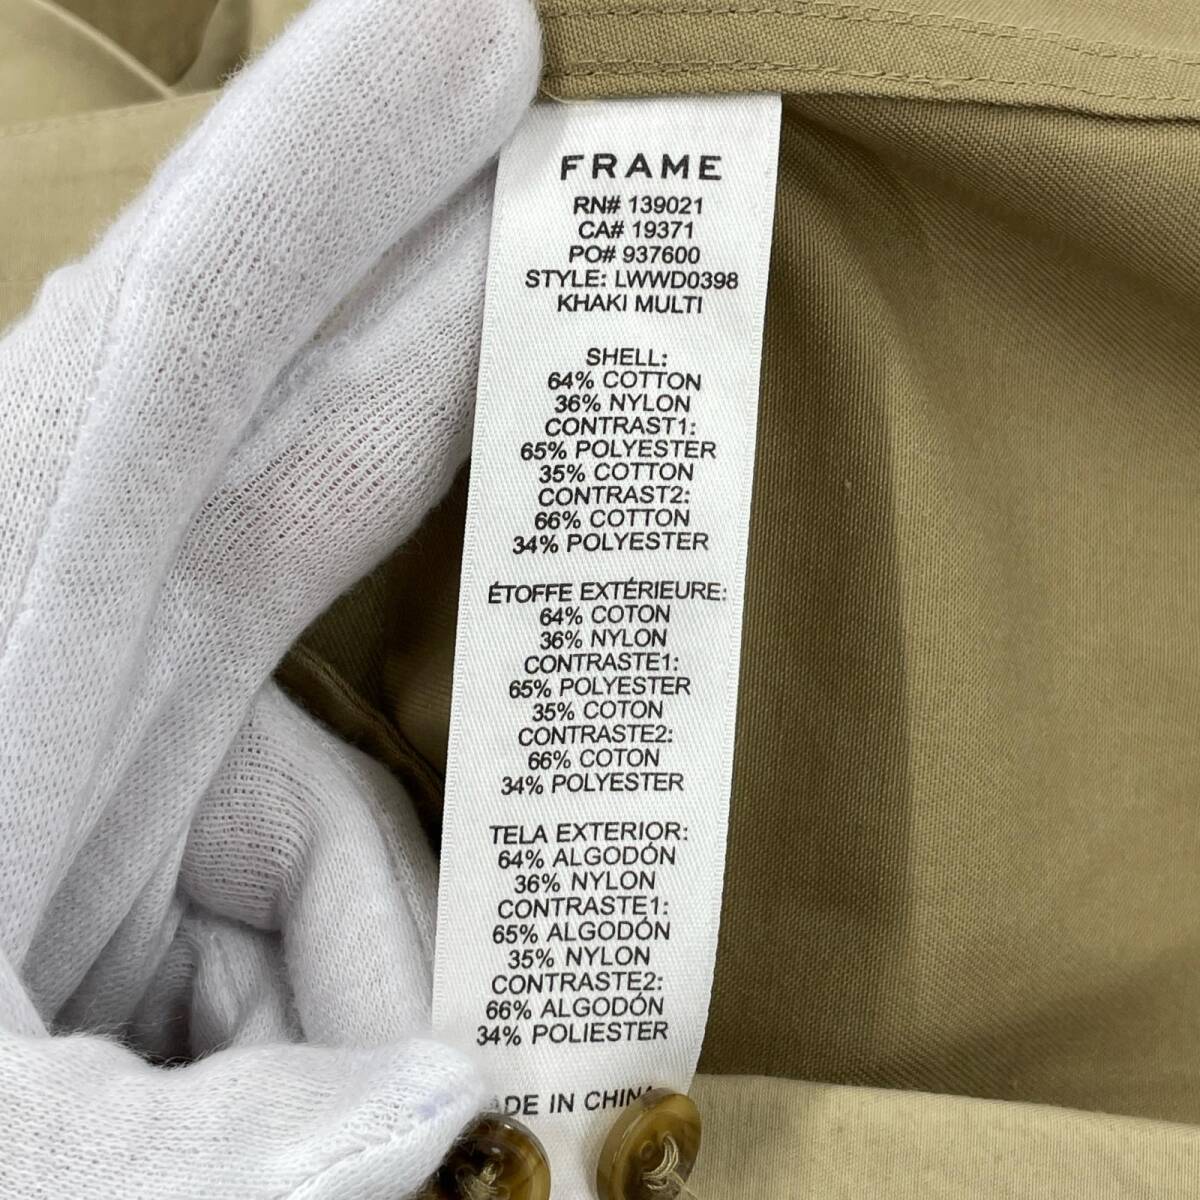 FRAME
RN# 139021
CA# 19371
PO# 937600
STYLE: LWWD0398
KHAKI MULTI
SHELL:
64% COTTON
36% NYLON
CONTRAST1:
65% POLYESTER
35% COTTON
CONTRAST2:
66% COTTON
34% POLYESTER
ÉTOFFE EXTÉRIEURE:
64% COTON
36% NYLON
CONTRASTE1:
65% POLYESTER
35% COTON
CONTRASTE2:
66% COTON
34% POLYESTER
TELA EXTERIOR:
64% ALGODÓN
36% NYLON
CONTRASTE1:
65% ALGODÓN
35% NYLON
CONTRASTE2:
66% ALGODÓN
34% POLIESTER
MADE IN CHINA